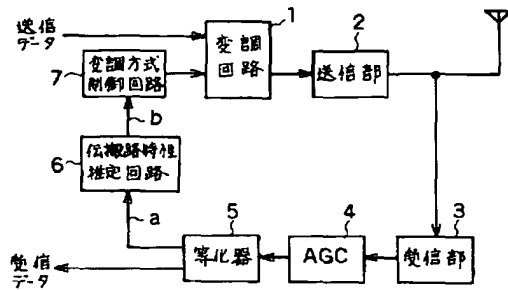 送信
データ
1
変調
回路
2
送信部
7
変調方式
制御回路
b
6
伝搬路特性
推定回路
a
5
等化器
4
AGC
3
受信部
受信
データ